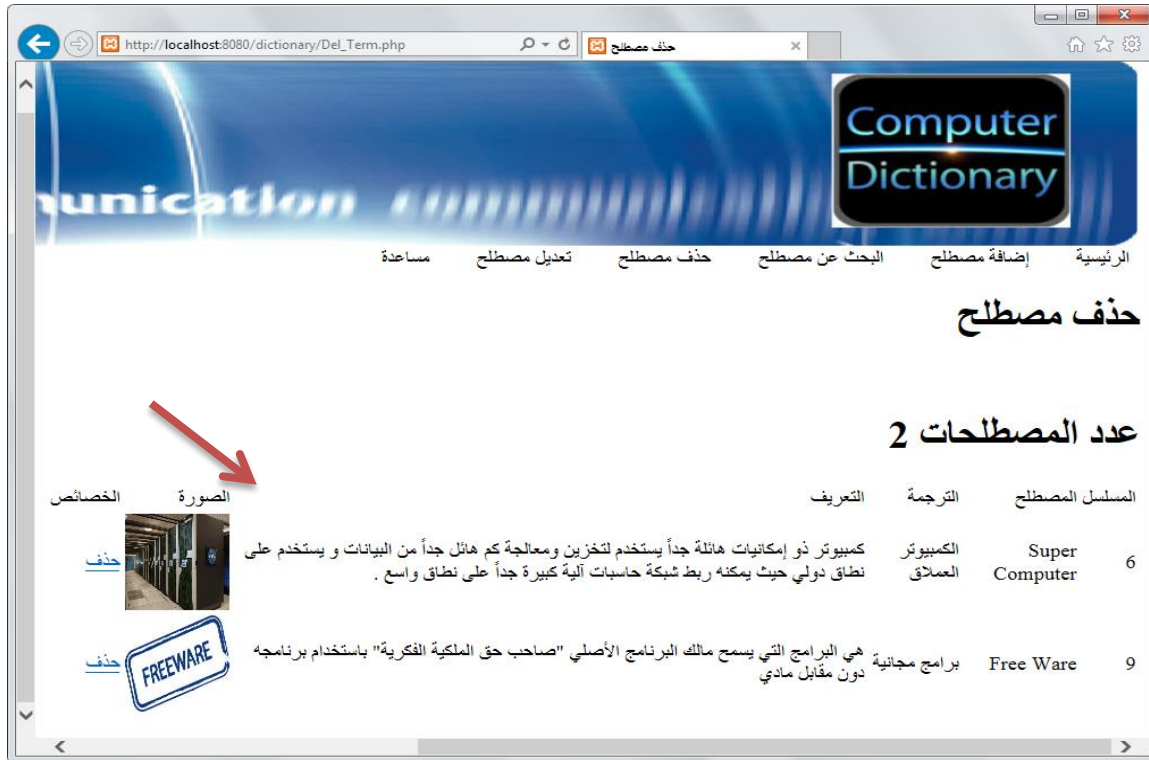 http://localhost:8080/dictionary/Del_Term.php
حذف مصطلح
Computer
Dictionary
munication
الرئيسية إضافة مصطلح البحث عن مصطلح حذف مصطلح تعديل مصطلح مساعدة
حذف مصطلح
عدد المصطلحات 2
المسلسل المصطلح الترجمة التعريف الصورة الخصائص
6 Super Computer الكمبيوتر العملاق كمبيوتر ذو إمكانيات هائلة جداً يستخدم لتخزين ومعالجة كم هائل جداً من البيانات و يستخدم على
نطاق دولي حيث يمكنه ربط شبكة حاسبات آلية كبيرة جداً على نطاق واسع . حذف
9 Free Ware برامج مجانية هي البرامج التي يسمح مالك البرنامج الأصلي "صاحب حق الملكية الفكرية" باستخدام برنامجه
دون مقابل مادي FREEWARE حذف